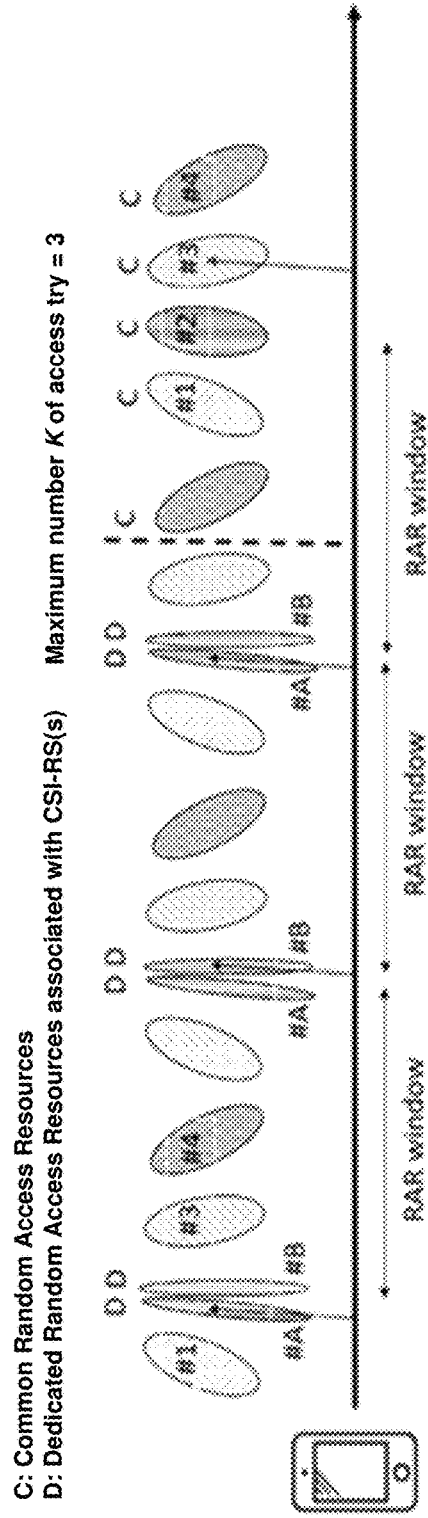 C: Common Random Access Resources
D: Dedicated Random Access Resources associated with CSI-RS(s)
Maximum number K of access try = 3
D D D D D D C C C C C
#1 #3 #4 #1 #2 #3 #4
#A #B #A #B #A #B
RAR window RAR window RAR window